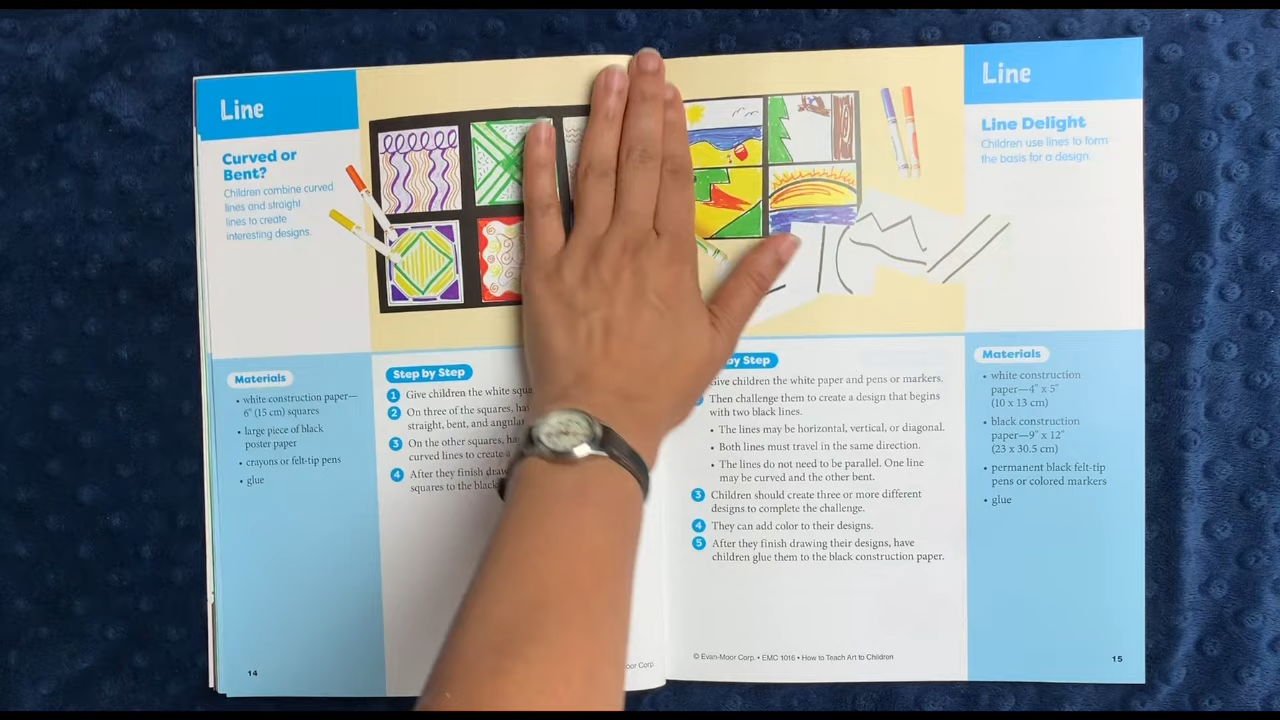 Line
Curved or
Bent?
Children combine curved
lines and straight
lines to create
interesting designs.
Materials
• white construction paper—
6" (15 cm) squares
• large piece of black
poster paper
• crayons or felt-tip pens
• glue
14
Step by Step
1 Give children the white
2 On three of the squares,
straight, bent, and
3 On the other squares,
curved lines to create
4 After they finish
squares to the black
Corp.
by Step
Give children the white paper and pens or markers.
Then challenge them to create a design that begins
with two black lines.
• The lines may be horizontal, vertical, or diagonal.
• Both lines must travel in the same direction.
• The lines do not need to be parallel. One line
may be curved and the other bent.
3 Children should create three or more different
designs to complete the challenge.
4 They can add color to their designs.
5 After they finish drawing their designs, have
children glue them to the black construction paper.
© Evan-Moor Corp. • EMC 1016 • How to Teach Art to Children
Line
Line Delight
Children use lines to form
the basis for a design.
Materials
• white construction
paper—4" x 5"
(10 x 13 cm)
• black construction
paper—9" x 12"
(23 x 30.5 cm)
• permanent black felt-tip
pens or colored markers
• glue
15